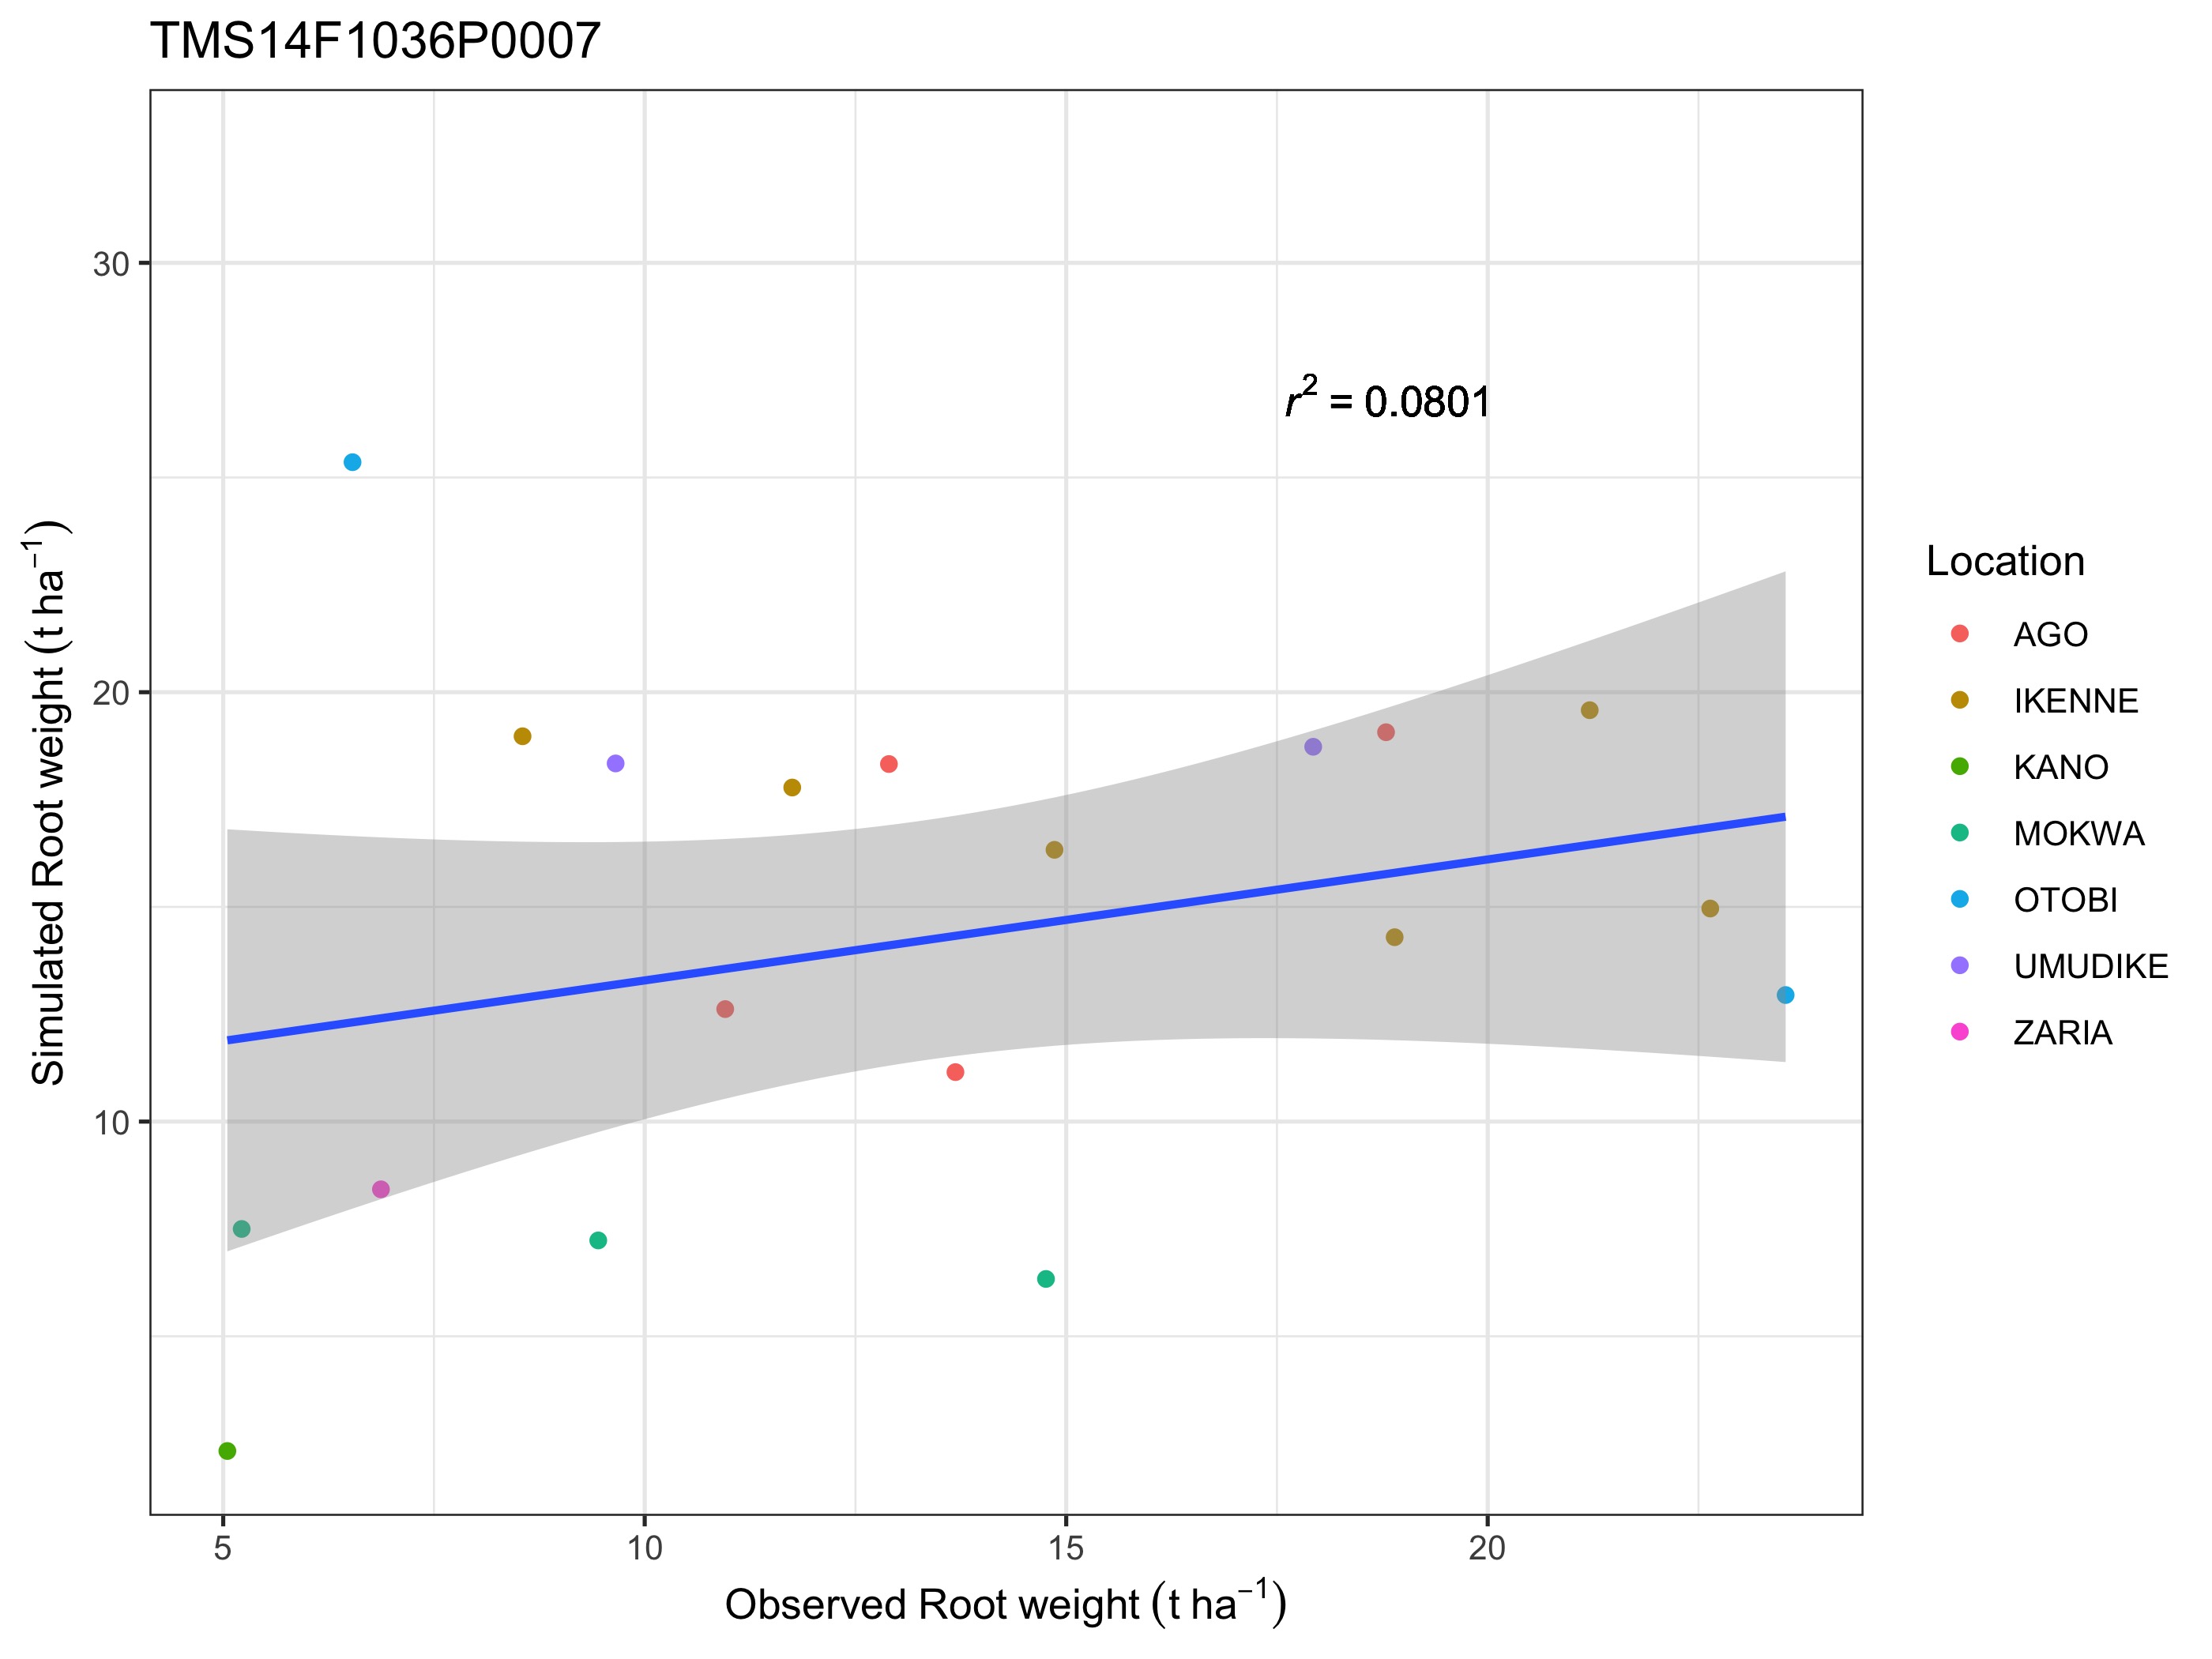 TMS14F1036P0007
30
20
10
Simulated Root weight (t ha⁻¹)
r² = 0.0801
5
10
15
20
Observed Root weight (t ha⁻¹)
Location
AGO
IKENNE
KANO
MOKWA
OTOBI
UMUDIKE
ZARIA